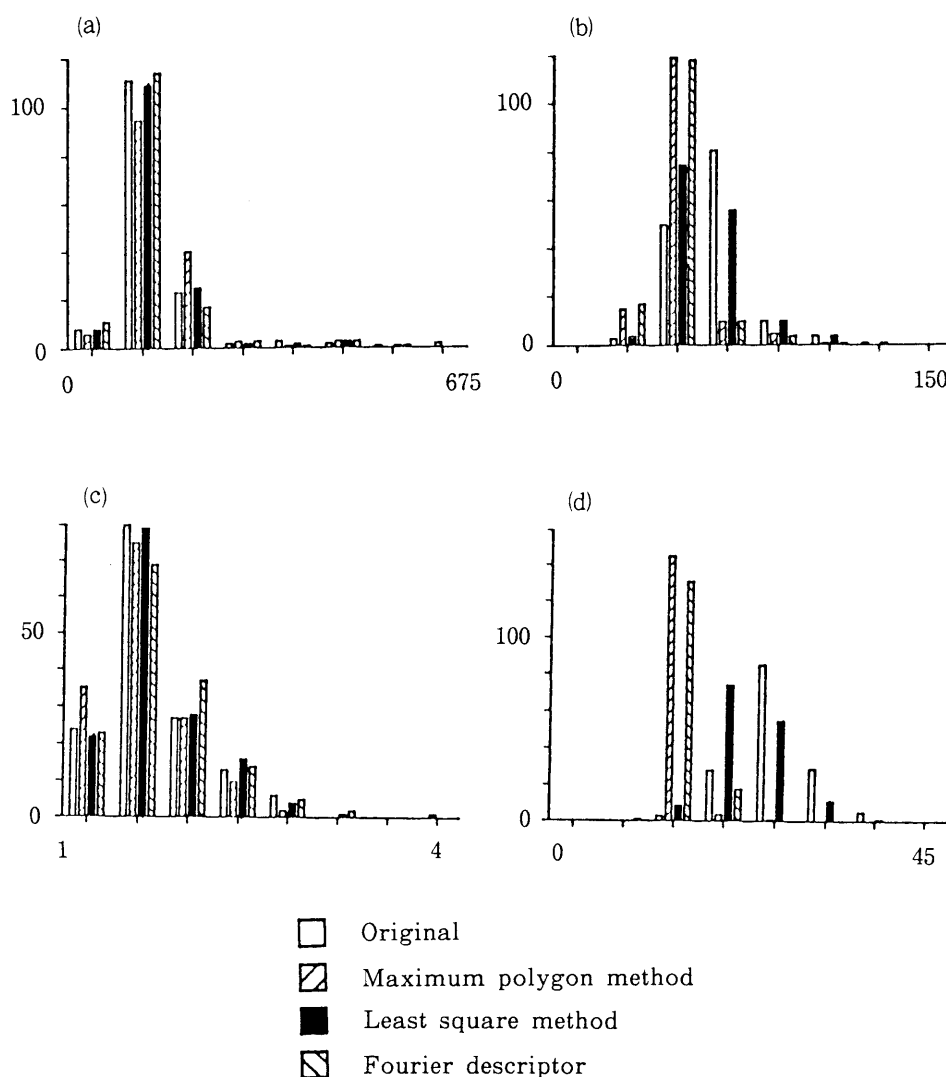 (a)
100
0
0 675
(b)
100
0
0 150
(c)
50
0
1 4
(d)
100
0
0 45
Original
Maximum polygon method
Least square method
Fourier descriptor